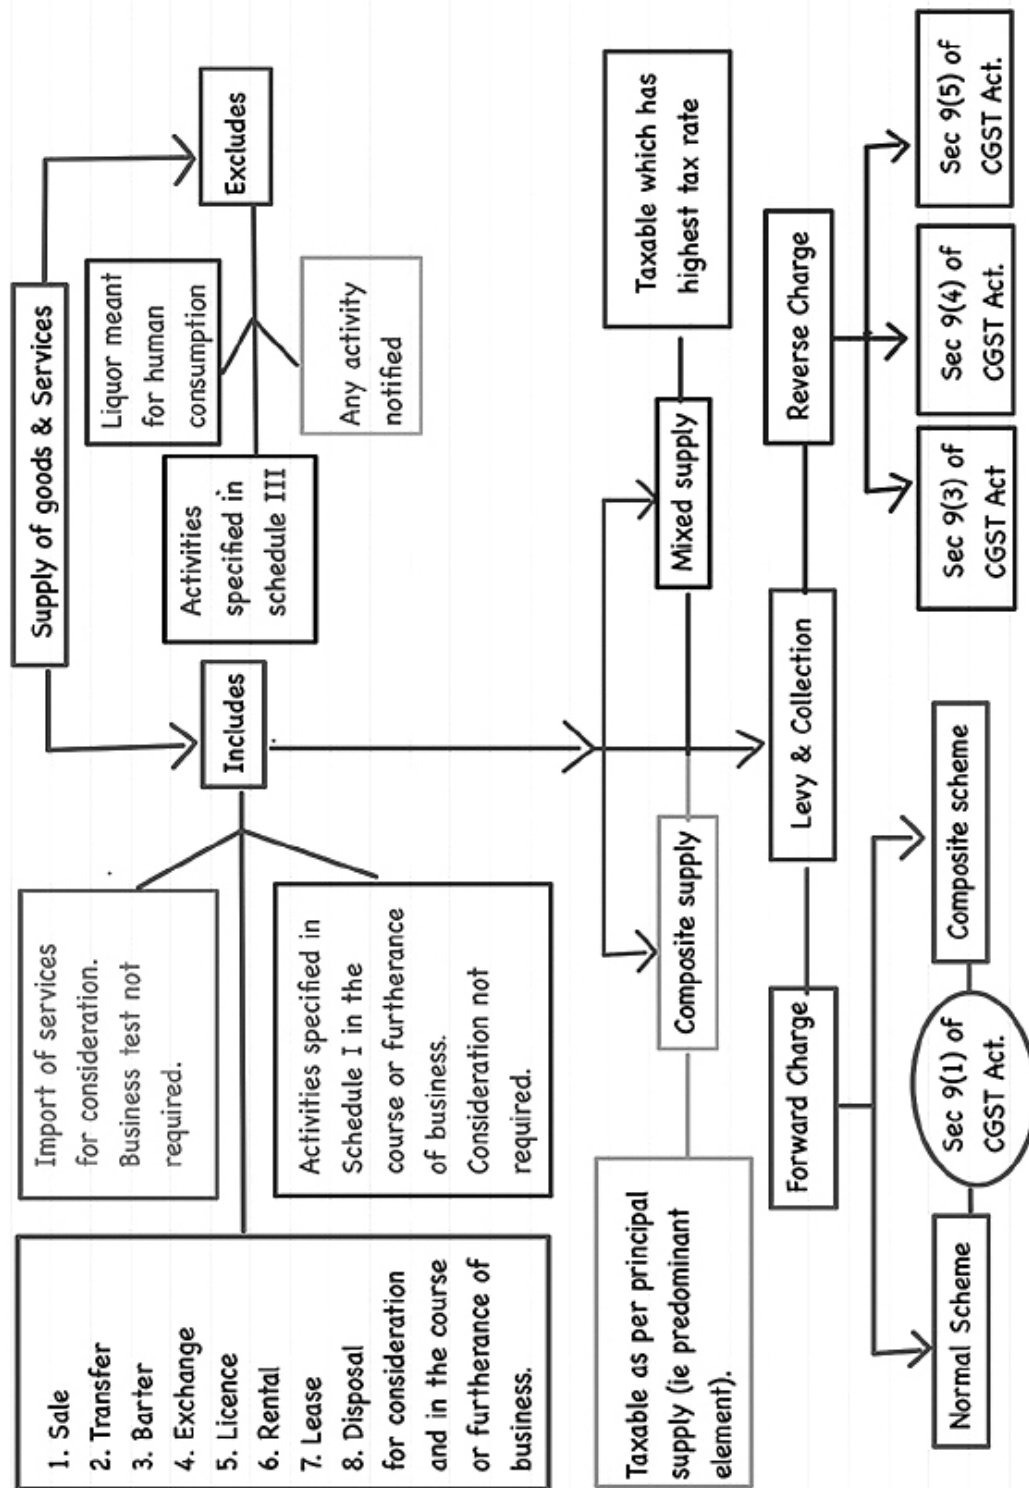 Supply of goods & Services
Includes
Excludes
1. Sale
2. Transfer
3. Barter
4. Exchange
5. Licence
6. Rental
7. Lease
8. Disposal
for consideration
and in the course
or furtherance of
business.
Import of services
for consideration.
Business test not
required.
Activities specified in
Schedule I in the
course or furtherance
of business.
Consideration not
required.
Activities
specified in
schedule III
Liquor meant
for human
consumption
Any activity
notified
Taxable as per principal
supply (ie predominant
element).
Composite supply
Mixed supply
Taxable which has
highest tax rate
Forward Charge
Levy & Collection
Reverse Charge
Normal Scheme
Sec 9(1) of
CGST Act.
Composite scheme
Sec 9(3) of
CGST Act
Sec 9(4) of
CGST Act.
Sec 9(5) of
CGST Act.